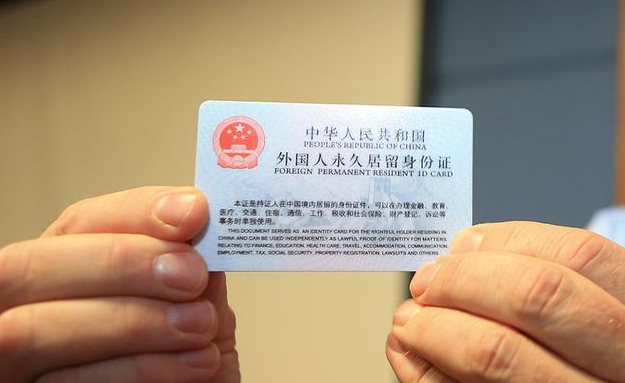 中华人民共和国
PEOPLE'S REPUBLIC OF CHINA
外国人永久居留身份证
FOREIGN PERMANENT RESIDENT ID CARD
本证是持证人在中国境内居留的身份证件，可以在办理金融、教育、
医疗、交通、住宿、通信、工作、税收和社会保险、财产登记、诉讼等
事务时单独使用。
THIS DOCUMENT SERVES AS AN IDENTITY CARD FOR THE RIGHTFUL HOLDER RESIDING IN
CHINA AND CAN BE USED INDEPENDENTLY AS LAWFUL PROOF OF IDENTITY FOR MATTERS
RELATING TO FINANCE, EDUCATION, HEALTH CARE, TRAVEL, ACCOMMODATION, COMMUNICATION,
EMPLOYMENT, TAX, SOCIAL SECURITY, PROPERTY REGISTRATION, LAWSUITS AND OTHERS.